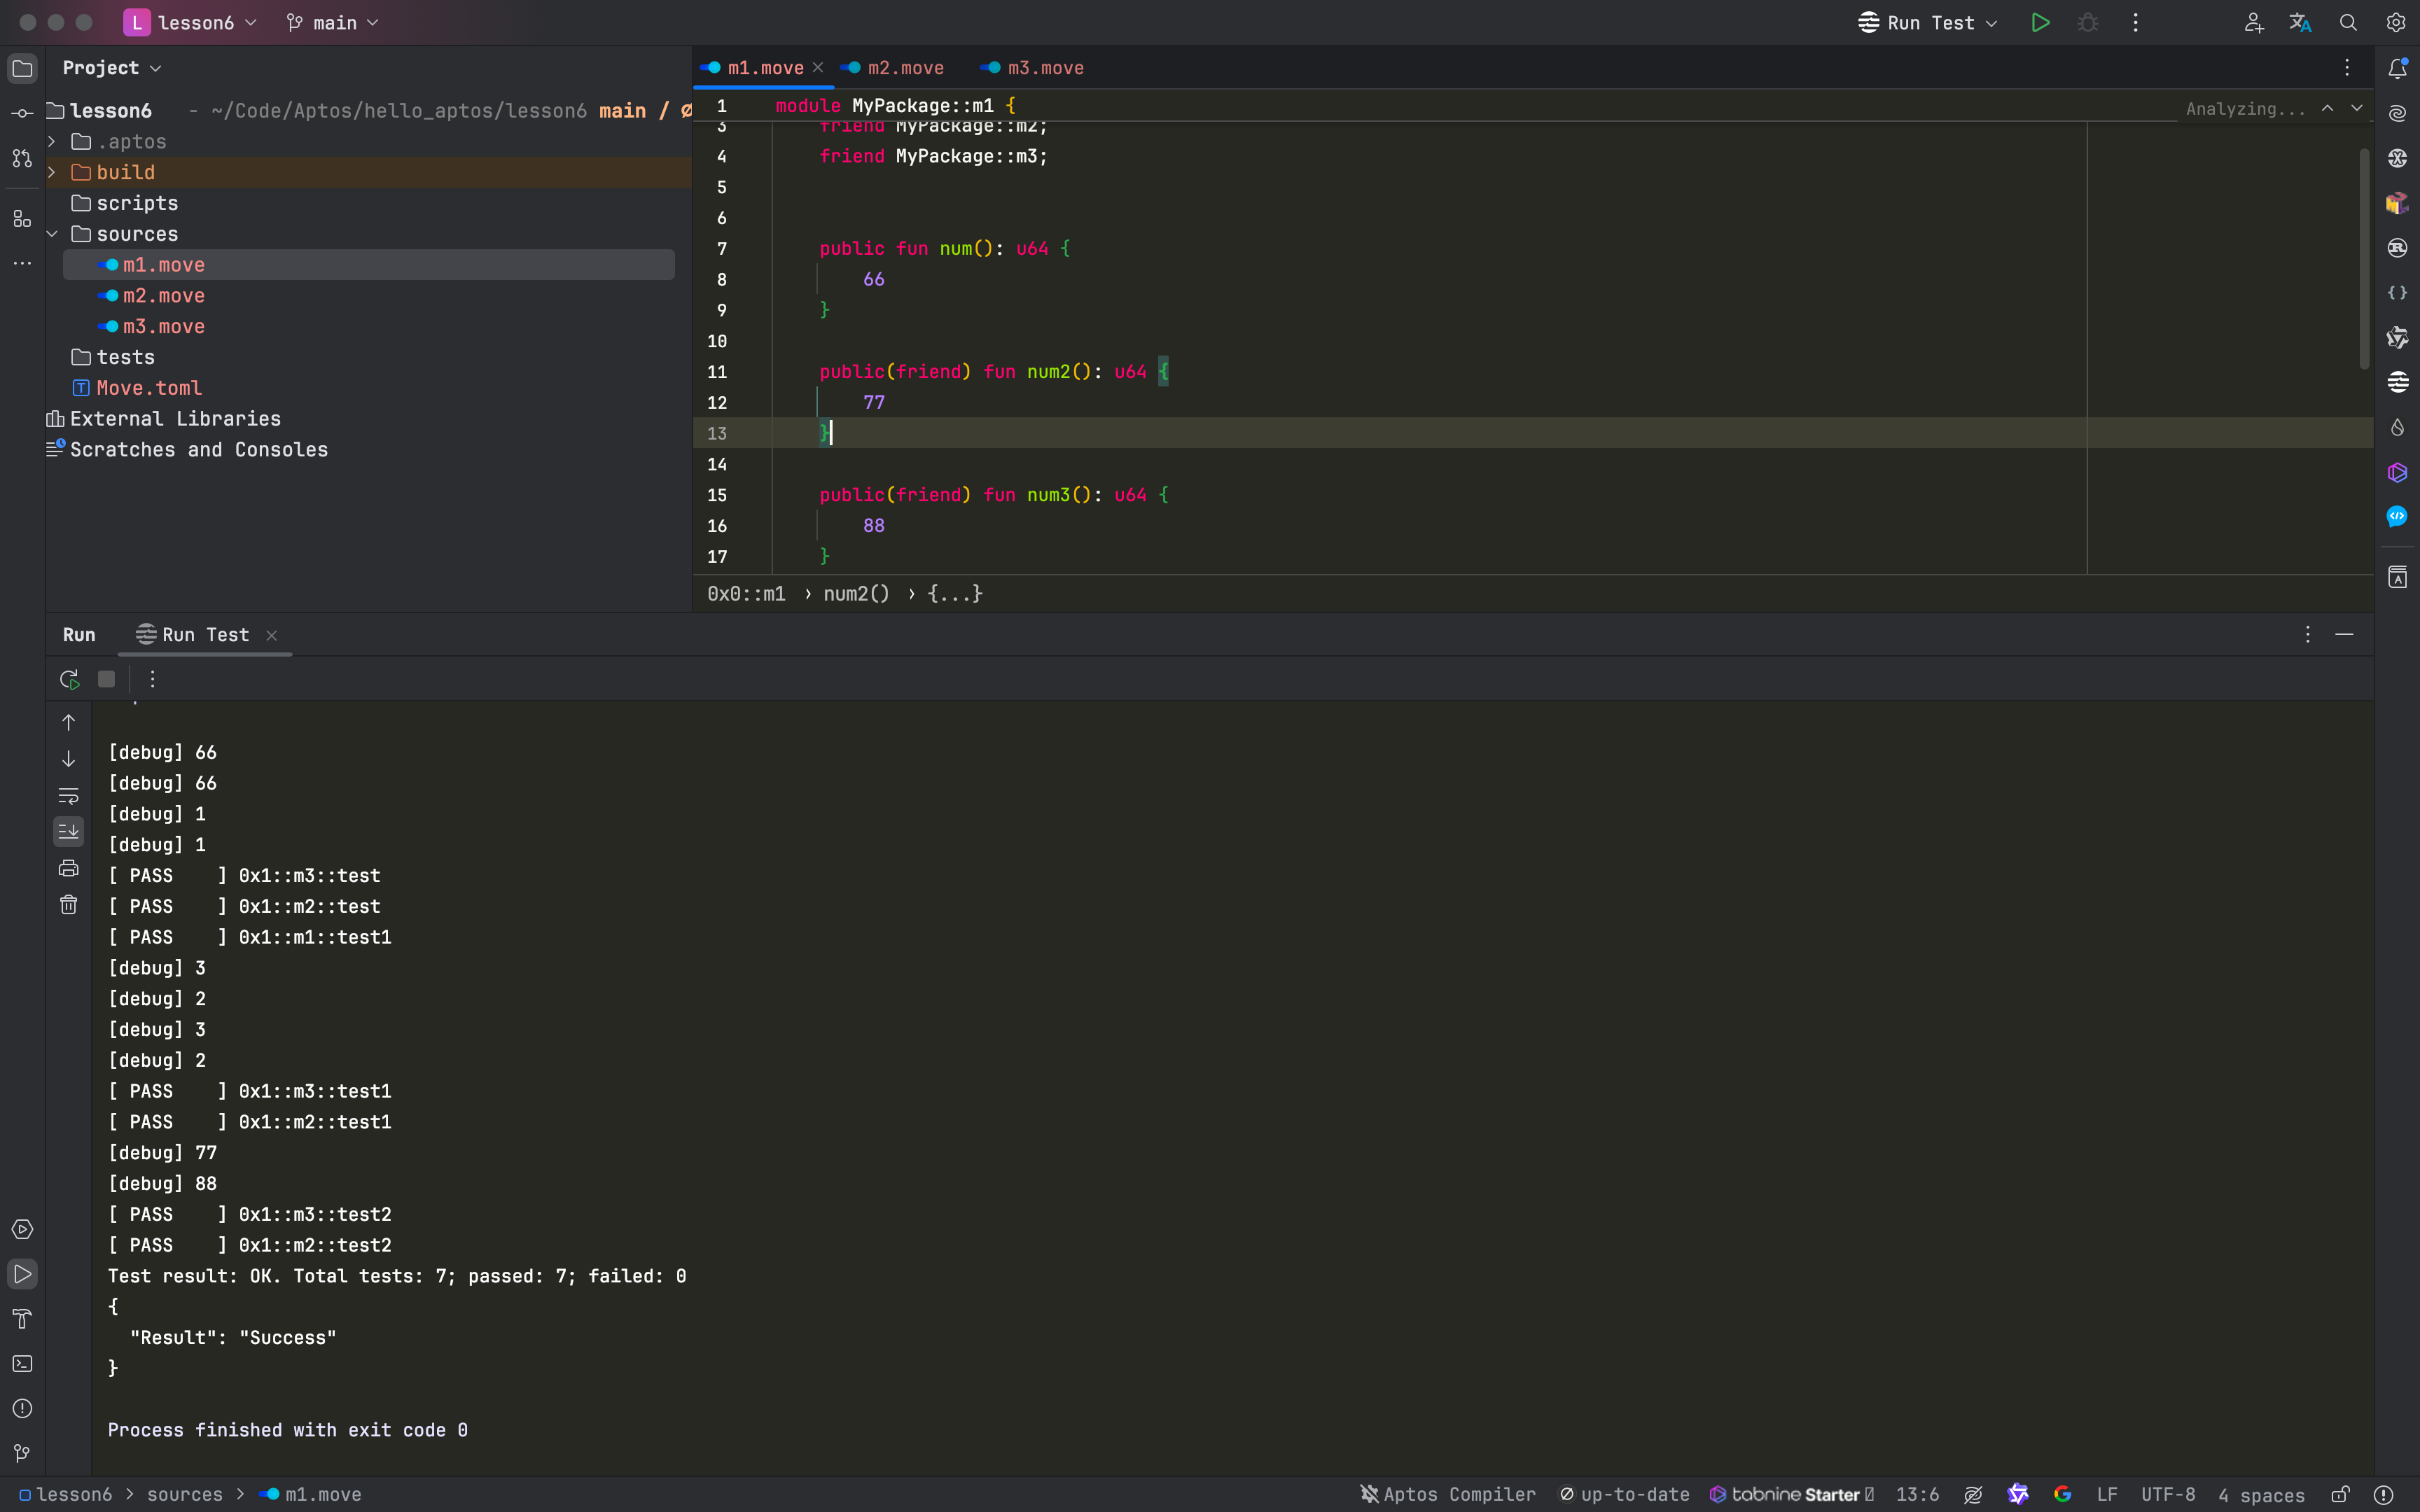 L lesson6 main Run Test
Project
m1.move m2.move m3.move
lesson6 - ~/Code/Aptos/hello_aptos/lesson6 main / Ø
.aptos
build
scripts
sources
m1.move
m2.move
m3.move
tests
Move.toml
External Libraries
Scratches and Consoles
Analyzing...
1 module MyPackage::m1 {
3 friend MyPackage::m2;
4 friend MyPackage::m3;
5
6
7 public fun num(): u64 {
8 66
9 }
10
11 public(friend) fun num2(): u64 {
12 77
13 }
14
15 public(friend) fun num3(): u64 {
16 88
17 }
0x0::m1 › num2() › {...}
Run Run Test
[debug] 66
[debug] 66
[debug] 1
[debug] 1
[ PASS    ] 0x1::m3::test
[ PASS    ] 0x1::m2::test
[ PASS    ] 0x1::m1::test1
[debug] 3
[debug] 2
[debug] 3
[debug] 2
[ PASS    ] 0x1::m3::test1
[ PASS    ] 0x1::m2::test1
[debug] 77
[debug] 88
[ PASS    ] 0x1::m3::test2
[ PASS    ] 0x1::m2::test2
Test result: OK. Total tests: 7; passed: 7; failed: 0
{
  "Result": "Success"
}
Process finished with exit code 0
lesson6 > sources > m1.move Aptos Compiler up-to-date tabnine Starter 13:6 LF UTF-8 4 spaces